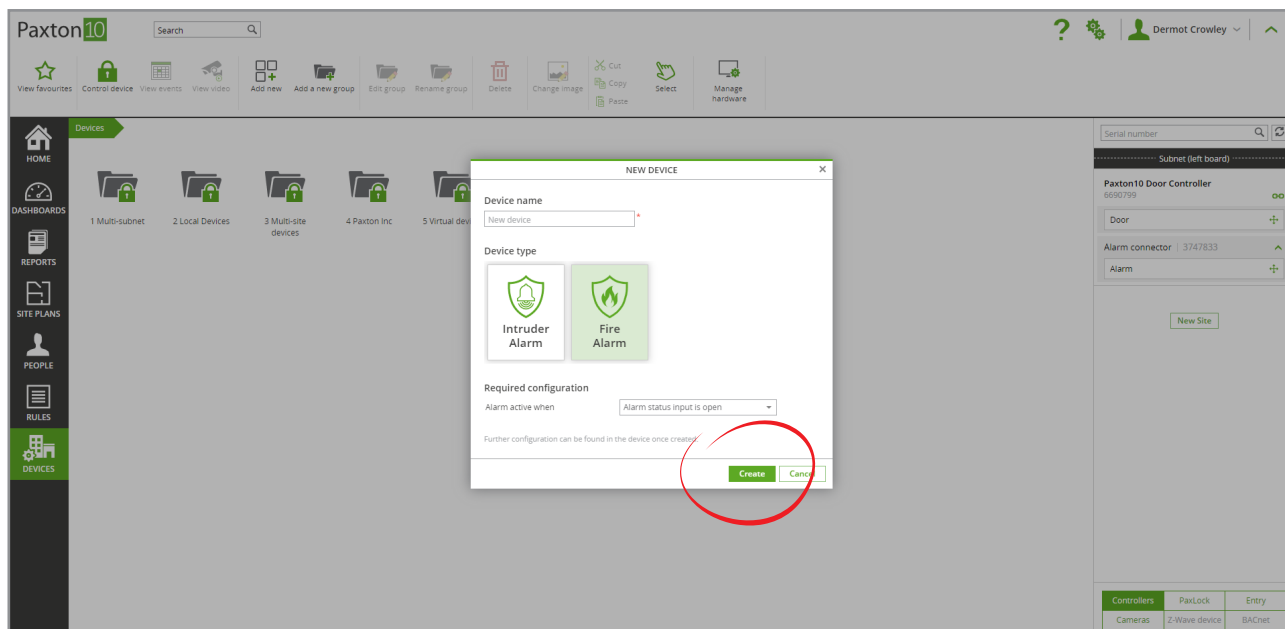 Paxton10
Search
Dermot Crowley
View favourites
Control device
View events
View video
Add new
Add a new group
Edit group
Rename group
Delete
Change image
Cut
Copy
Paste
Select
Manage
hardware
HOME
DASHBOARDS
REPORTS
SITE PLANS
PEOPLE
RULES
DEVICES
Devices
1 Multi-subnet
2 Local Devices
3 Multi-site
devices
4 Paxton Inc
5 Virtual devi
NEW DEVICE
Device name
New device
*
Device type
Intruder
Alarm
Fire
Alarm
Required configuration
Alarm active when
Alarm status input is open
Further configuration can be found in the device once created.
Create
Cancel
Serial number
Subnet (left board)
Paxton10 Door Controller
6690799
Door
Alarm connector | 3747833
Alarm
New Site
Controllers
PaxLock
Entry
Cameras
Z-Wave device
BACnet